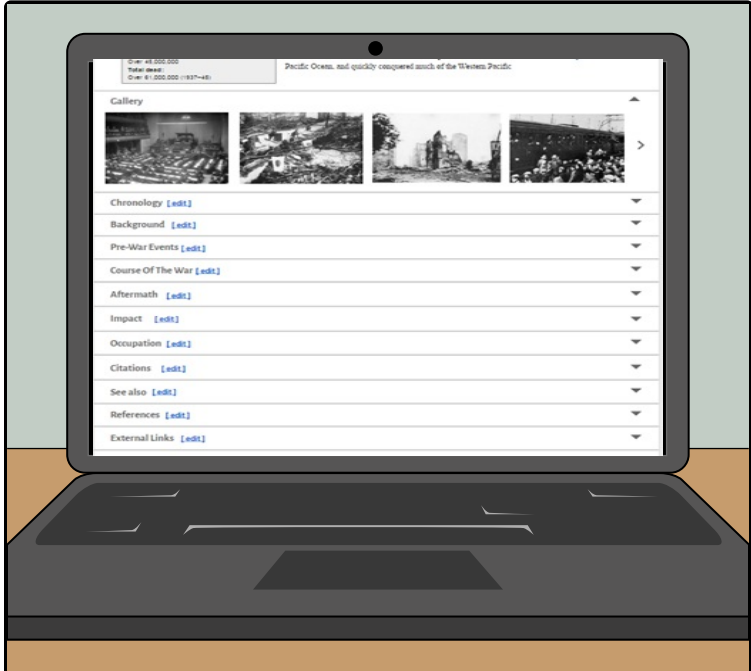 Over 45,000,000
Total dead:
Over 61,000,000 (1937–45)
Pacific Ocean, and quickly conquered much of the Western Pacific
Gallery
Chronology [edit]
Background [edit]
Pre-War Events [edit]
Course Of The War [edit]
Aftermath [edit]
Impact [edit]
Occupation [edit]
Citations [edit]
See also [edit]
References [edit]
External Links [edit]